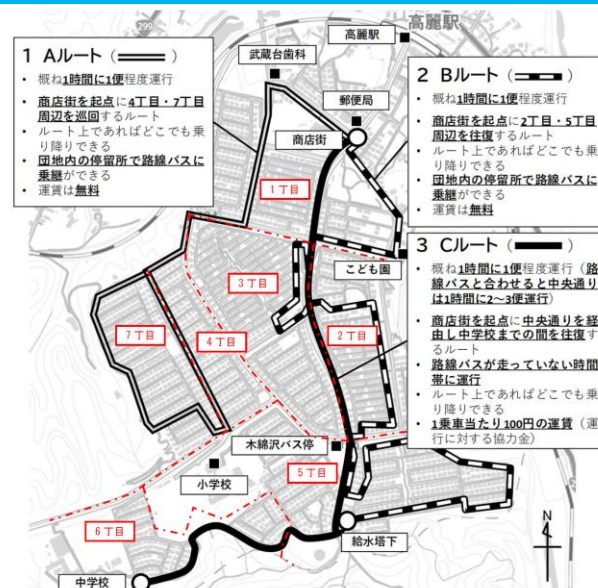 高麗駅
299
高麗駅
武蔵台歯科
郵便局
商店街
1 Aルート（ ）
・ 概ね1時間に1便程度運行
・ 商店街を起点に4丁目・7丁目
周辺を巡回するルート
・ ルート上であればどこでも乗
り降りできる
・ 団地内の停留所で路線バスに
乗継ができる
・ 運賃は無料
2 Bルート（ ）
・ 概ね1時間に1便程度運行
・ 商店街を起点に2丁目・5丁目
周辺を往復するルート
・ ルート上であればどこでも乗
り降りできる
・ 団地内の停留所で路線バスに
乗継ができる
・ 運賃は無料
3 Cルート（ ）
・ 概ね1時間に1便程度運行（路
線バスと合わせると中央通り
は1時間に2～3便運行）
・ 商店街を起点に中央通りを経
由し中学校までの間を往復す
るルート
・ 路線バスが走っていない時間
帯に運行
・ ルート上であればどこでも乗
り降りできる
・ 1乗車当たり100円の運賃（運
行に対する協力金）
1丁目
こども園
3丁目
2丁目
4丁目
7丁目
木綿沢バス停
小学校
5丁目
6丁目
給水塔下
中学校
N